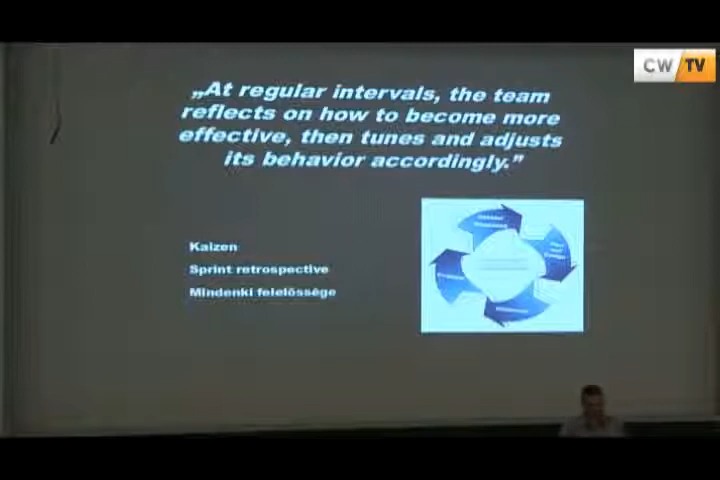 CW TV
„At regular intervals, the team
reflects on how to become more
effective, then tunes and adjusts
its behavior accordingly.”
Kaizen
Sprint retrospective
Mindenki felelőssége